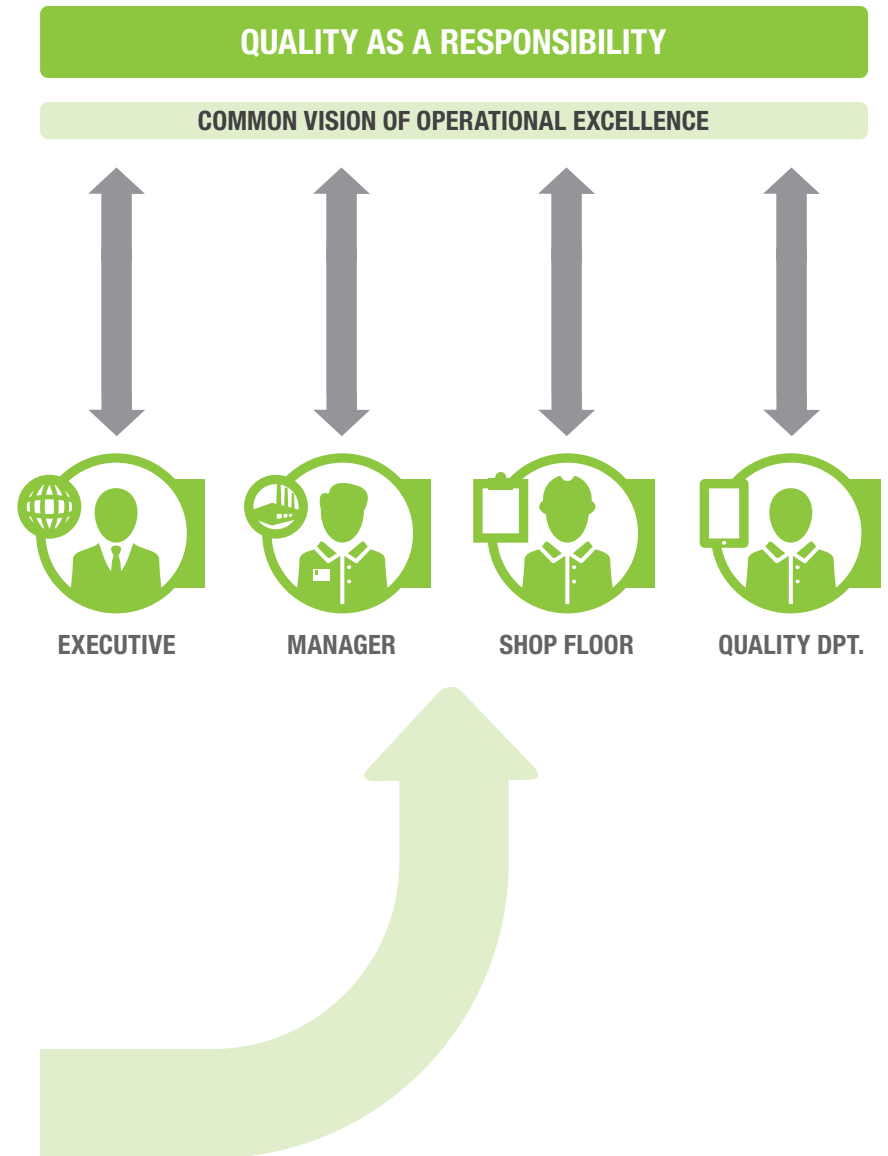 QUALITY AS A RESPONSIBILITY
COMMON VISION OF OPERATIONAL EXCELLENCE
EXECUTIVE
MANAGER
SHOP FLOOR
QUALITY DPT.